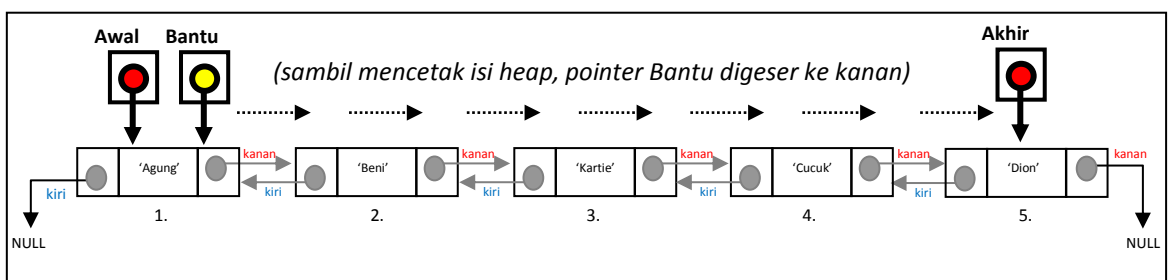 Awal Bantu Akhir
(sambil mencetak isi heap, pointer Bantu digeser ke kanan)
kanan kanan kanan kanan kanan
‘Agung’ ‘Beni’ ‘Kartie’ ‘Cucuk’ ‘Dion’
kiri kiri kiri kiri kiri
1. 2. 3. 4. 5.
NULL NULL